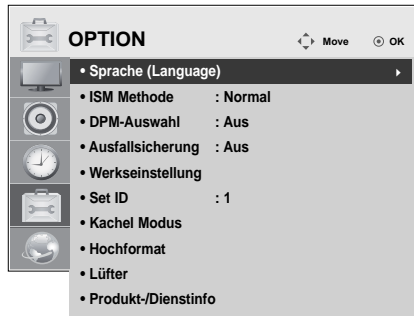 OPTION Move OK
• Sprache (Language)
• ISM Methode : Normal
• DPM-Auswahl : Aus
• Ausfallsicherung : Aus
• Werkseinstellung
• Set ID : 1
• Kachel Modus
• Hochformat
• Lüfter
• Produkt-/Dienstinfo